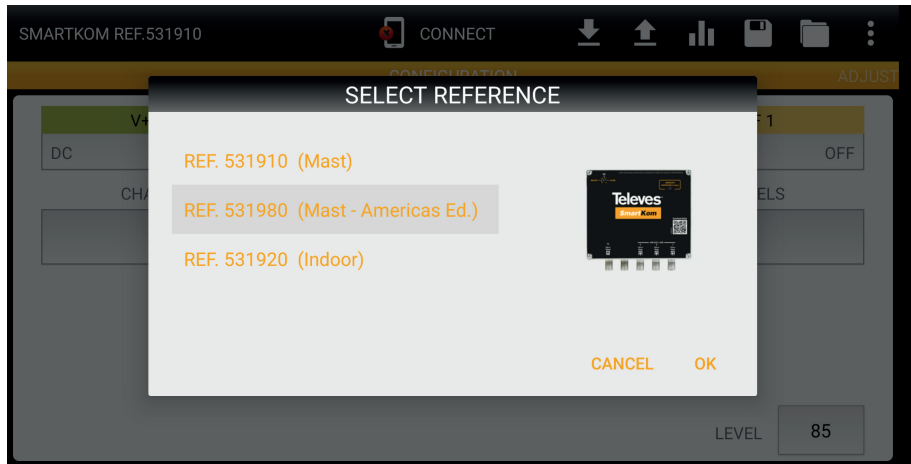 SMARTKOM REF.531910
CONNECT
CONFIGURATION
ADJUST
SELECT REFERENCE
V+
F 1
DC
OFF
REF. 531910 (Mast)
CHA
ELS
REF. 531980 (Mast - Americas Ed.)
Televes
SmartKom
REF. 531920 (Indoor)
CANCEL
OK
LEVEL
85